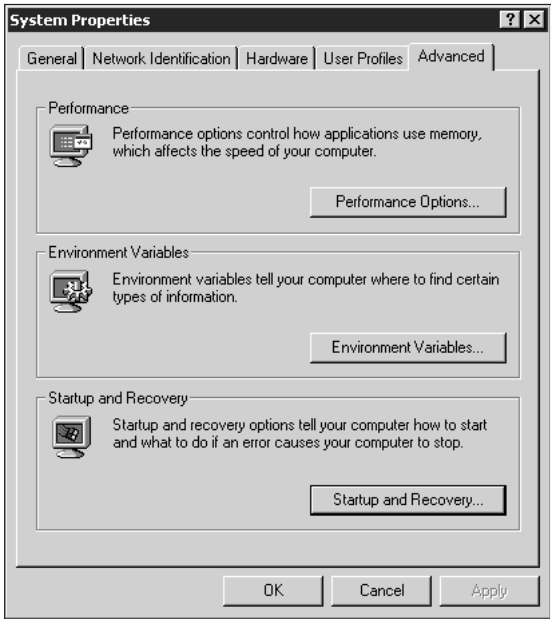 System Properties
General Network Identification Hardware User Profiles Advanced
Performance
Performance options control how applications use memory,
which affects the speed of your computer.
Performance Options...
Environment Variables
Environment variables tell your computer where to find certain
types of information.
Environment Variables...
Startup and Recovery
Startup and recovery options tell your computer how to start
and what to do if an error causes your computer to stop.
Startup and Recovery...
OK Cancel Apply